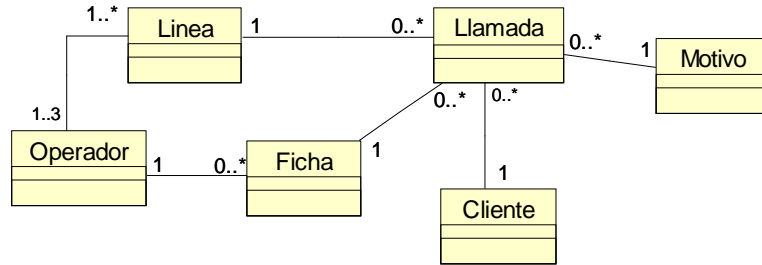 1..*
Linea
1
0..*
Llamada
0..*
1
Motivo
1..3
Operador
1
0..*
Ficha
1
0..*
0..*
1
Cliente